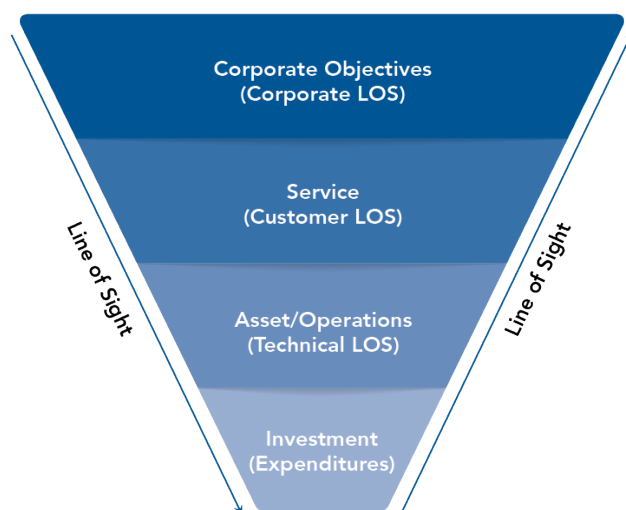 Corporate Objectives
(Corporate LOS)
Service
(Customer LOS)
Line of Sight
Line of Sight
Asset/Operations
(Technical LOS)
Investment
(Expenditures)